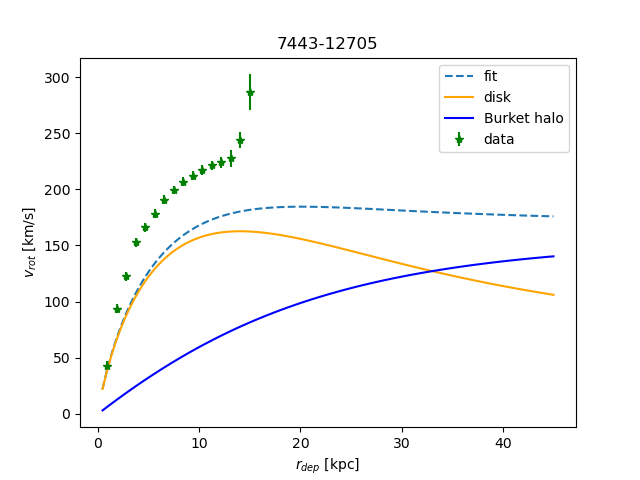 7443-12705
300
250
200
150
100
50
0
v_rot [km/s]
fit
disk
Burket halo
data
0 10 20 30 40
r_dep [kpc]